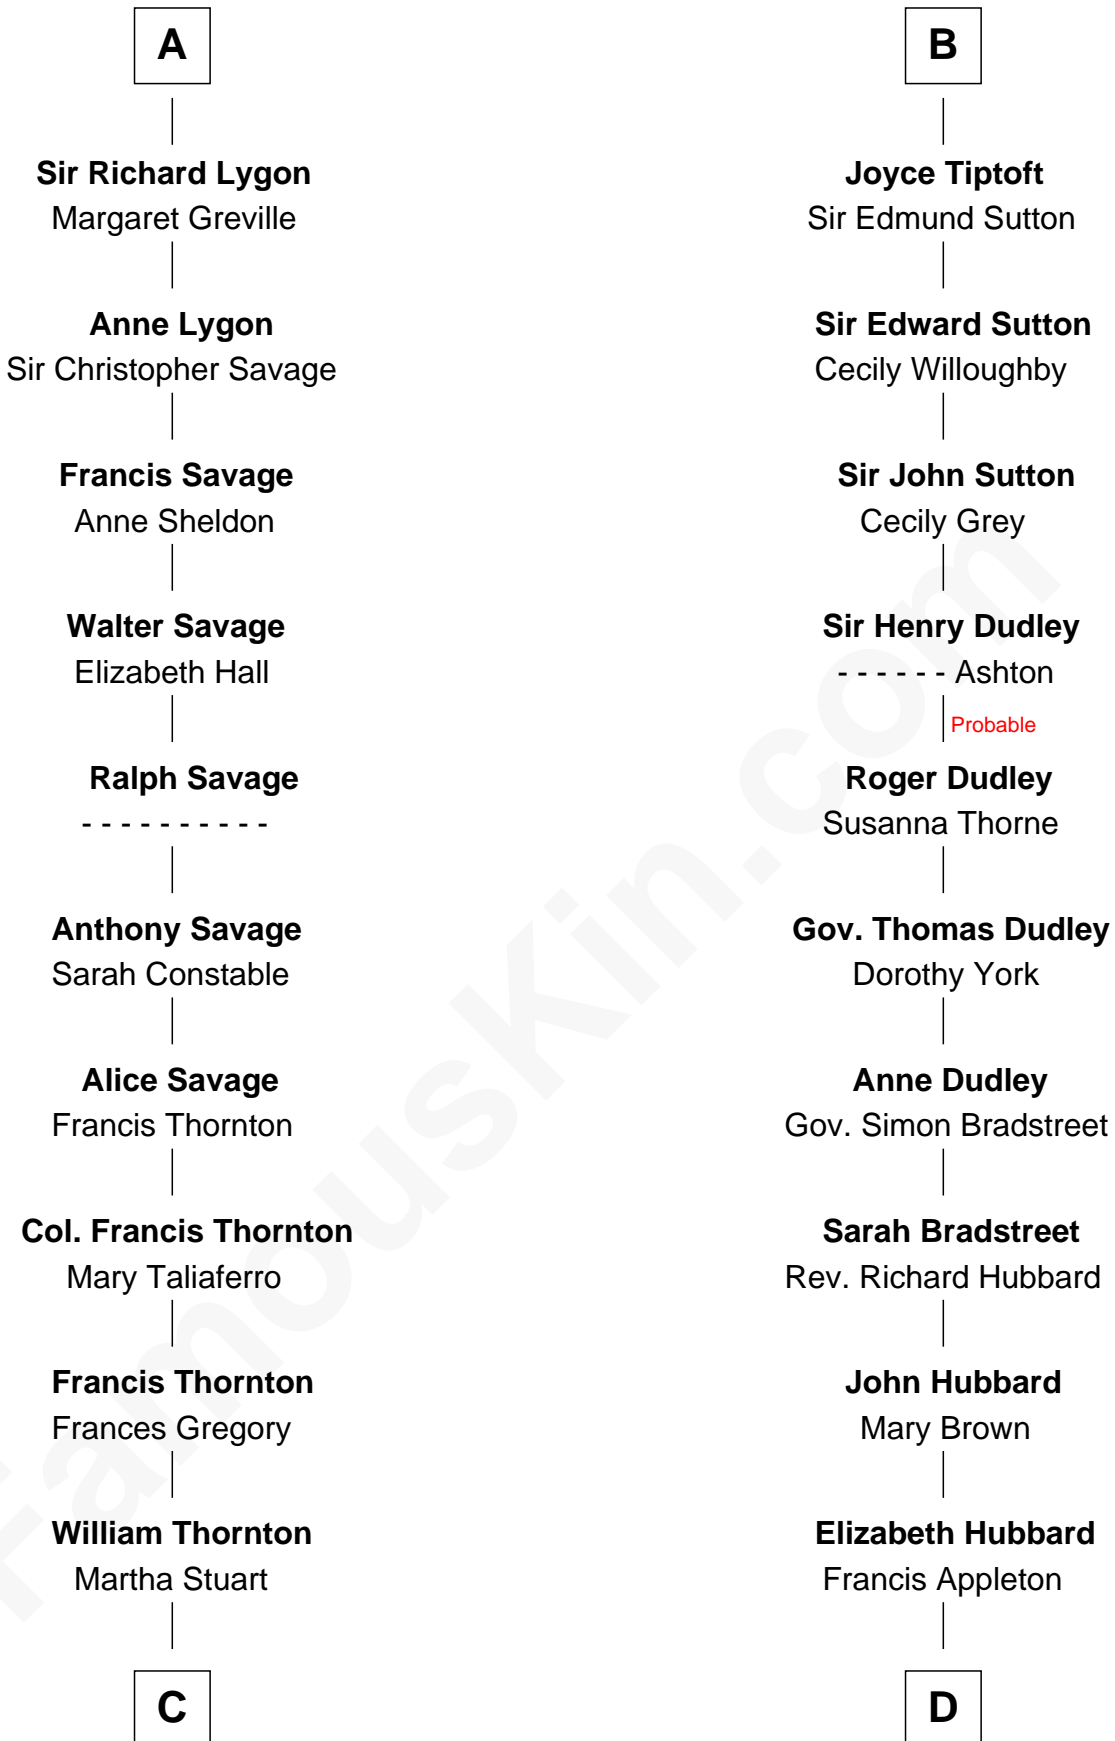 A
Sir Richard Lygon
Margaret Greville
Anne Lygon
Sir Christopher Savage
Francis Savage
Anne Sheldon
Walter Savage
Elizabeth Hall
Ralph Savage
- - - - - - - - - -
Anthony Savage
Sarah Constable
Alice Savage
Francis Thornton
Col. Francis Thornton
Mary Taliaferro
Francis Thornton
Frances Gregory
William Thornton
Martha Stuart
C
B
Joyce Tiptoft
Sir Edmund Sutton
Sir Edward Sutton
Cecily Willoughby
Sir John Sutton
Cecily Grey
Sir Henry Dudley
- - - - - - Ashton
Probable
Roger Dudley
Susanna Thorne
Gov. Thomas Dudley
Dorothy York
Anne Dudley
Gov. Simon Bradstreet
Sarah Bradstreet
Rev. Richard Hubbard
John Hubbard
Mary Brown
Elizabeth Hubbard
Francis Appleton
D
FamousKin.com